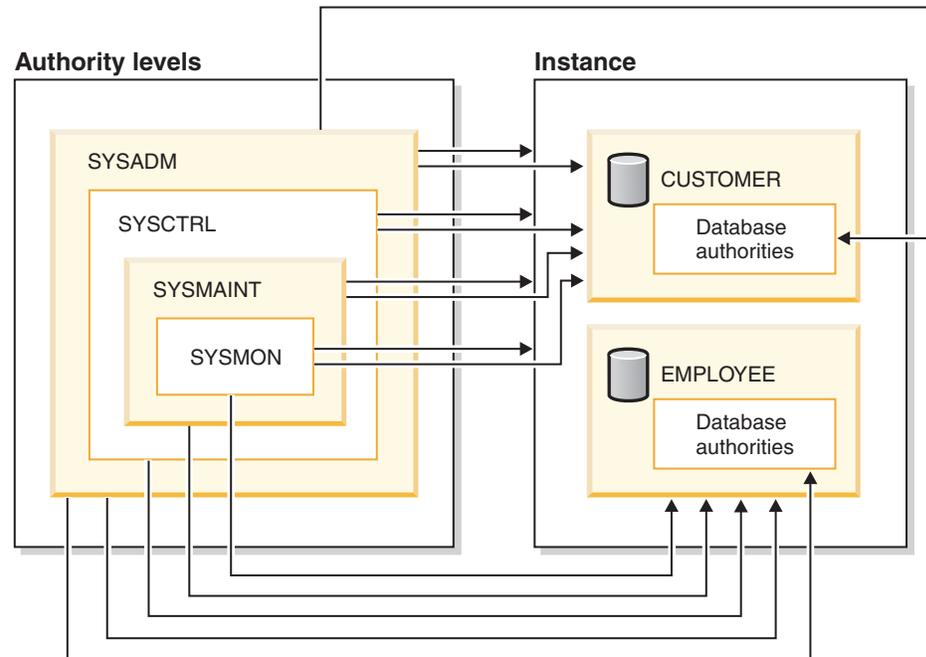 Authority levels
Instance
SYSADM
SYSCTRL
SYSMAINT
SYSMON
CUSTOMER
Database
authorities
EMPLOYEE
Database
authorities